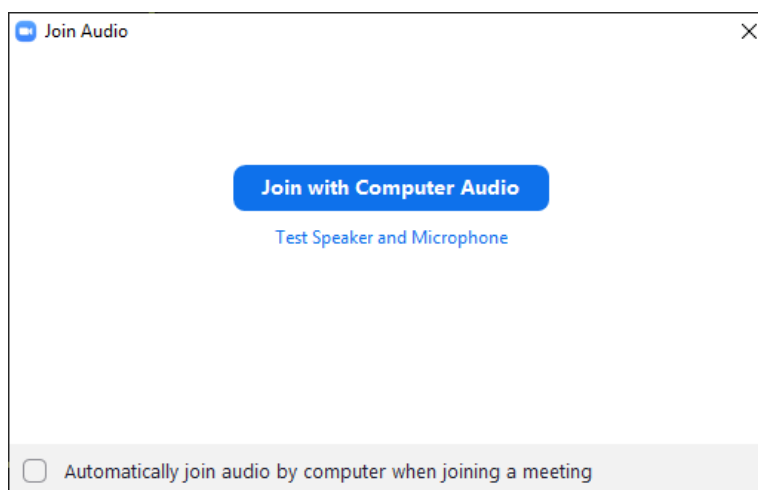 Join Audio
Join with Computer Audio
Test Speaker and Microphone
Automatically join audio by computer when joining a meeting